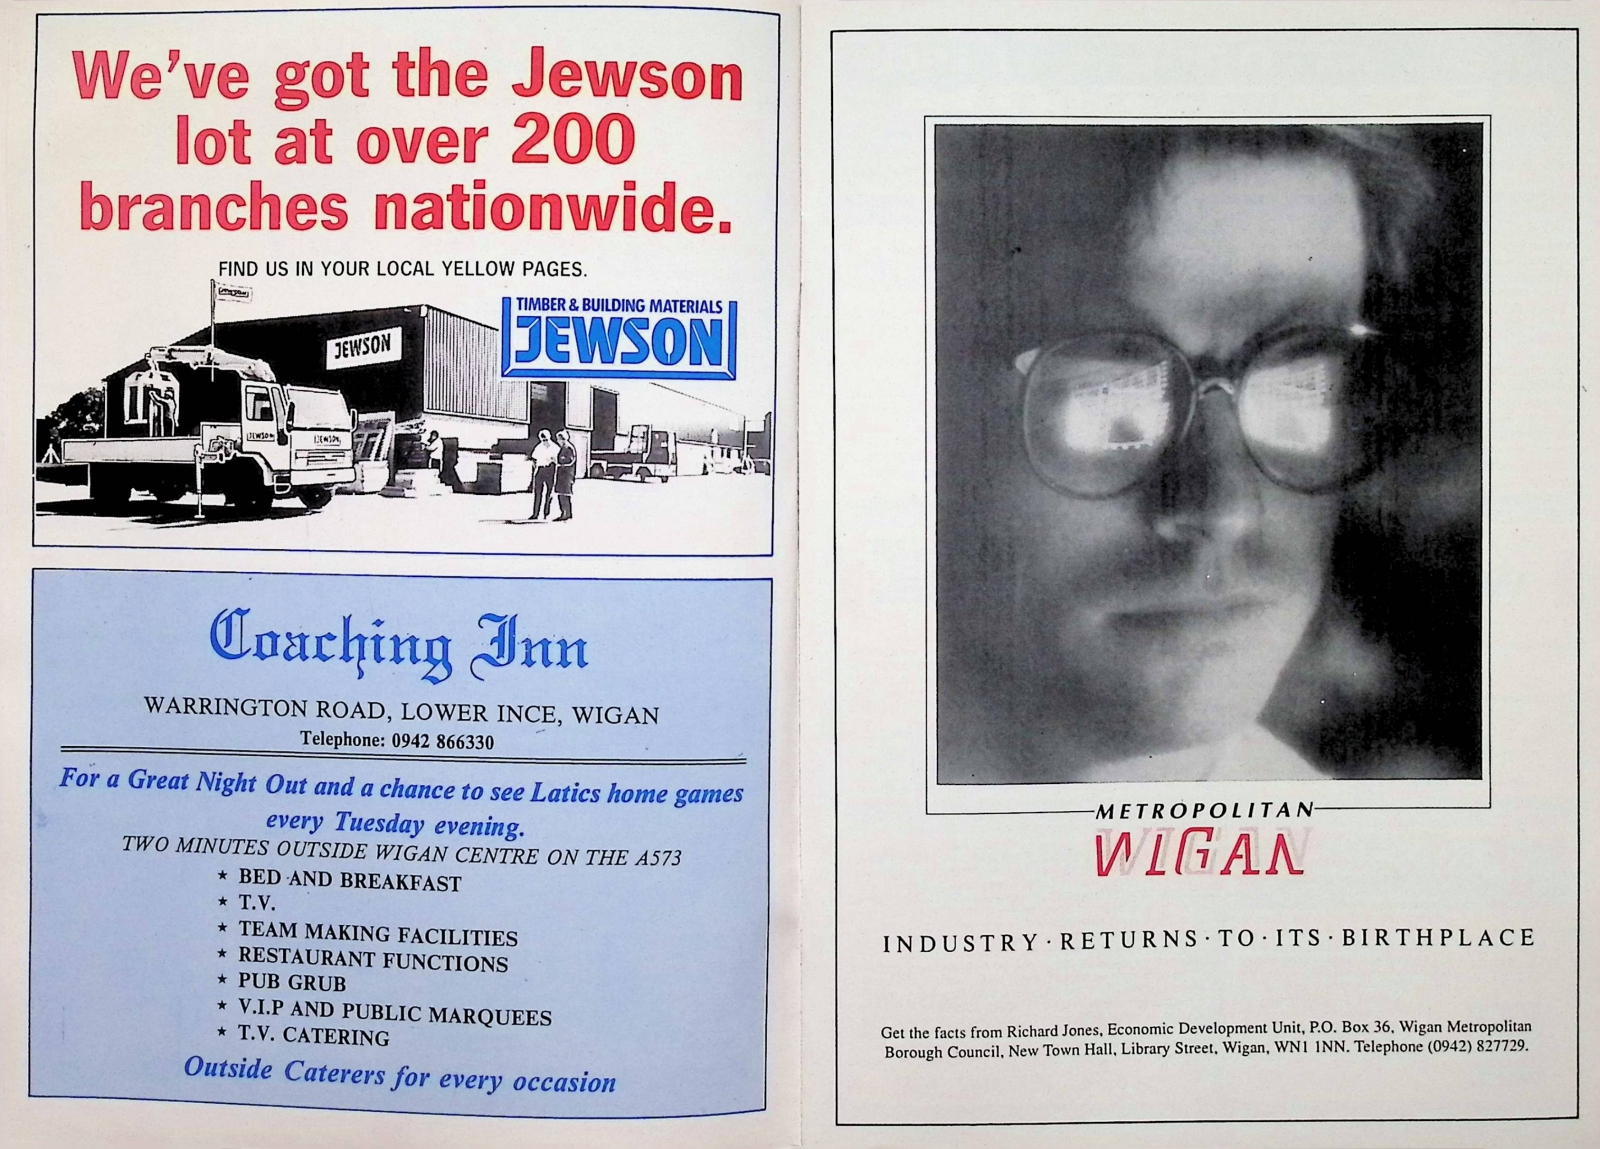 We've got the Jewson
lot at over 200
branches nationwide.
FIND US IN YOUR LOCAL YELLOW PAGES.
TIMBER & BUILDING MATERIALS
JEWSON
JEWSON
JEWSON
JEWSON
JEWSON
Coaching Inn
WARRINGTON ROAD, LOWER INCE, WIGAN
Telephone: 0942 866330
For a Great Night Out and a chance to see Latics home games
every Tuesday evening.
TWO MINUTES OUTSIDE WIGAN CENTRE ON THE A573
★ BED AND BREAKFAST
★ T.V.
★ TEAM MAKING FACILITIES
★ RESTAURANT FUNCTIONS
★ PUB GRUB
★ V.I.P AND PUBLIC MARQUEES
★ T.V. CATERING
Outside Caterers for every occasion
METROPOLITAN
WIGAN
INDUSTRY·RETURNS·TO·ITS·BIRTHPLACE
Get the facts from Richard Jones, Economic Development Unit, P.O. Box 36, Wigan Metropolitan
Borough Council, New Town Hall, Library Street, Wigan, WN1 1NN. Telephone (0942) 827729.